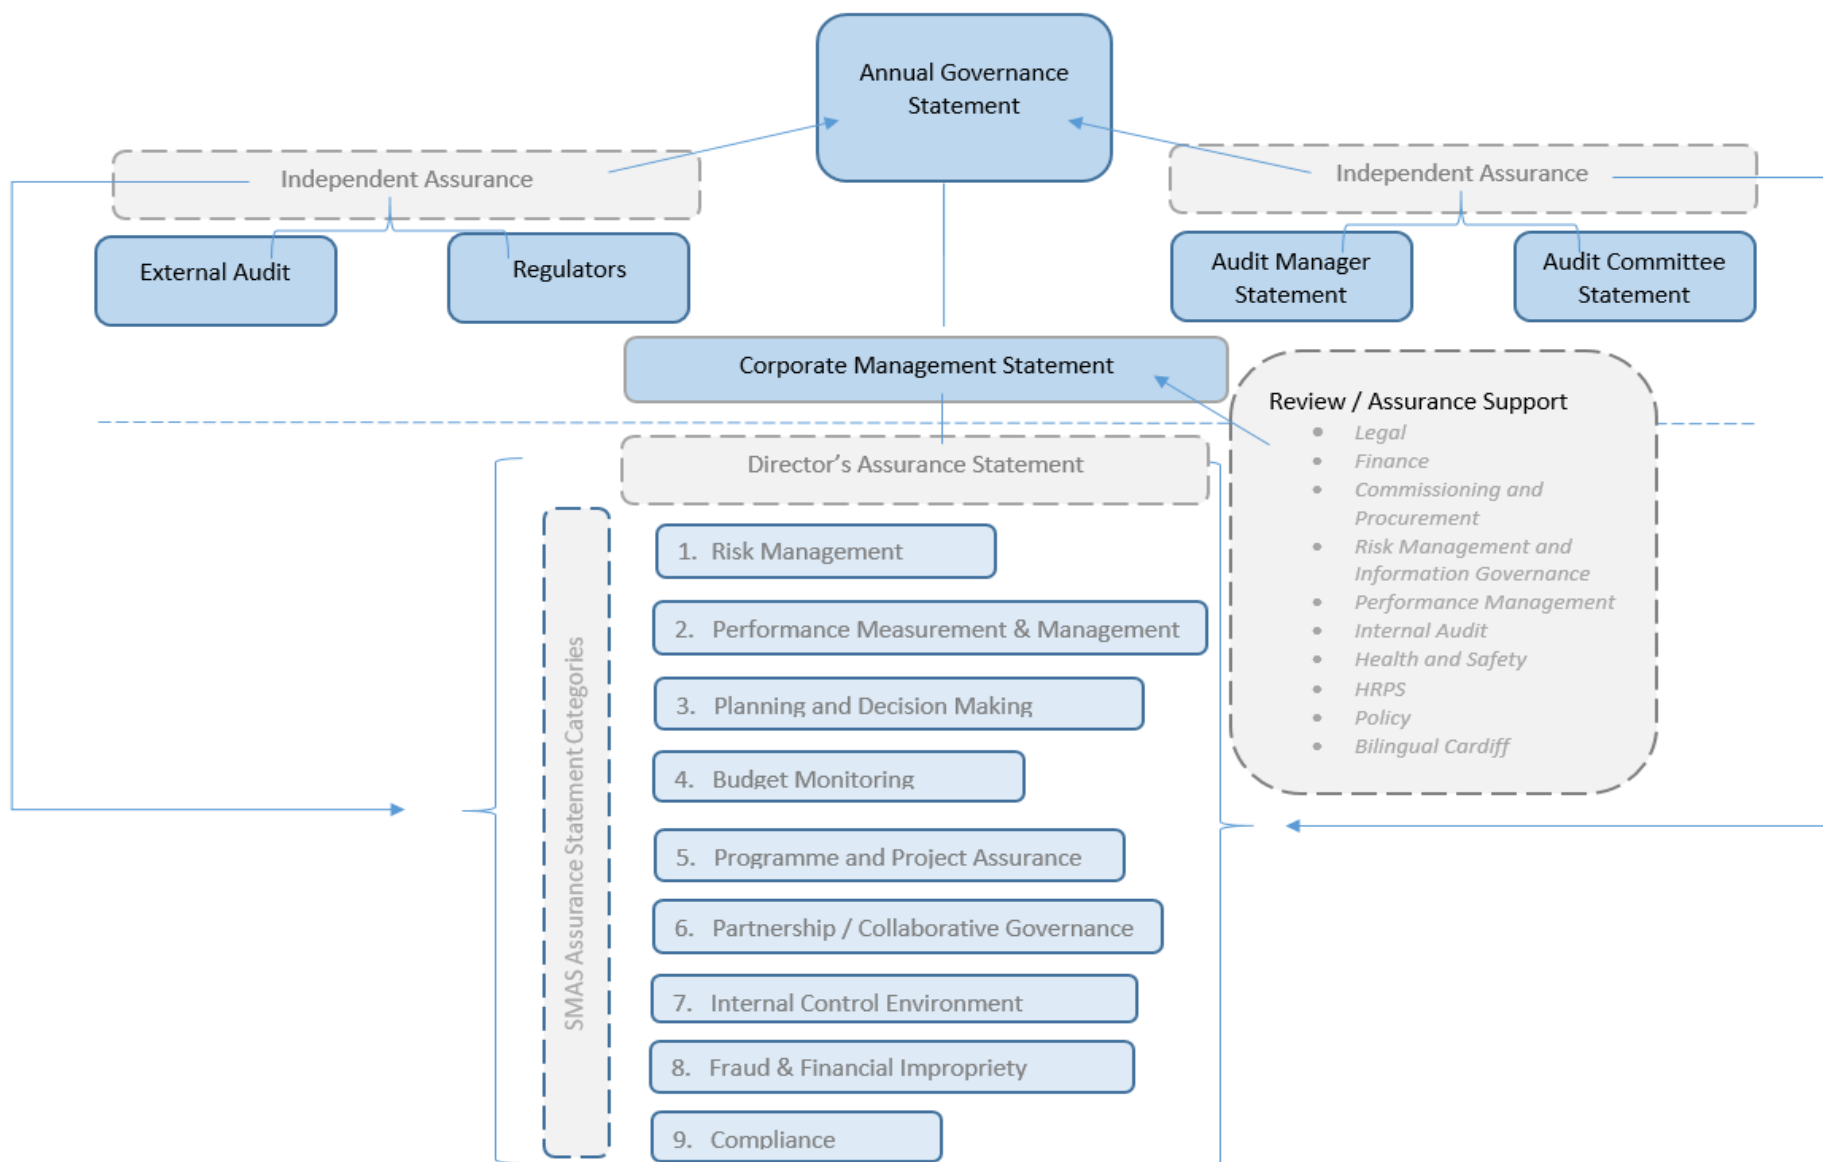 Annual Governance
Statement
Independent Assurance
Independent Assurance
External Audit
Regulators
Audit Manager
Statement
Audit Committee
Statement
Corporate Management Statement
Review / Assurance Support
• Legal
• Finance
• Commissioning and
Procurement
• Risk Management and
Information Governance
• Performance Management
• Internal Audit
• Health and Safety
• HRPS
• Policy
• Bilingual Cardiff
Director’s Assurance Statement
SMAS Assurance Statement Categories
1. Risk Management
2. Performance Measurement & Management
3. Planning and Decision Making
4. Budget Monitoring
5. Programme and Project Assurance
6. Partnership / Collaborative Governance
7. Internal Control Environment
8. Fraud & Financial Impropriety
9. Compliance